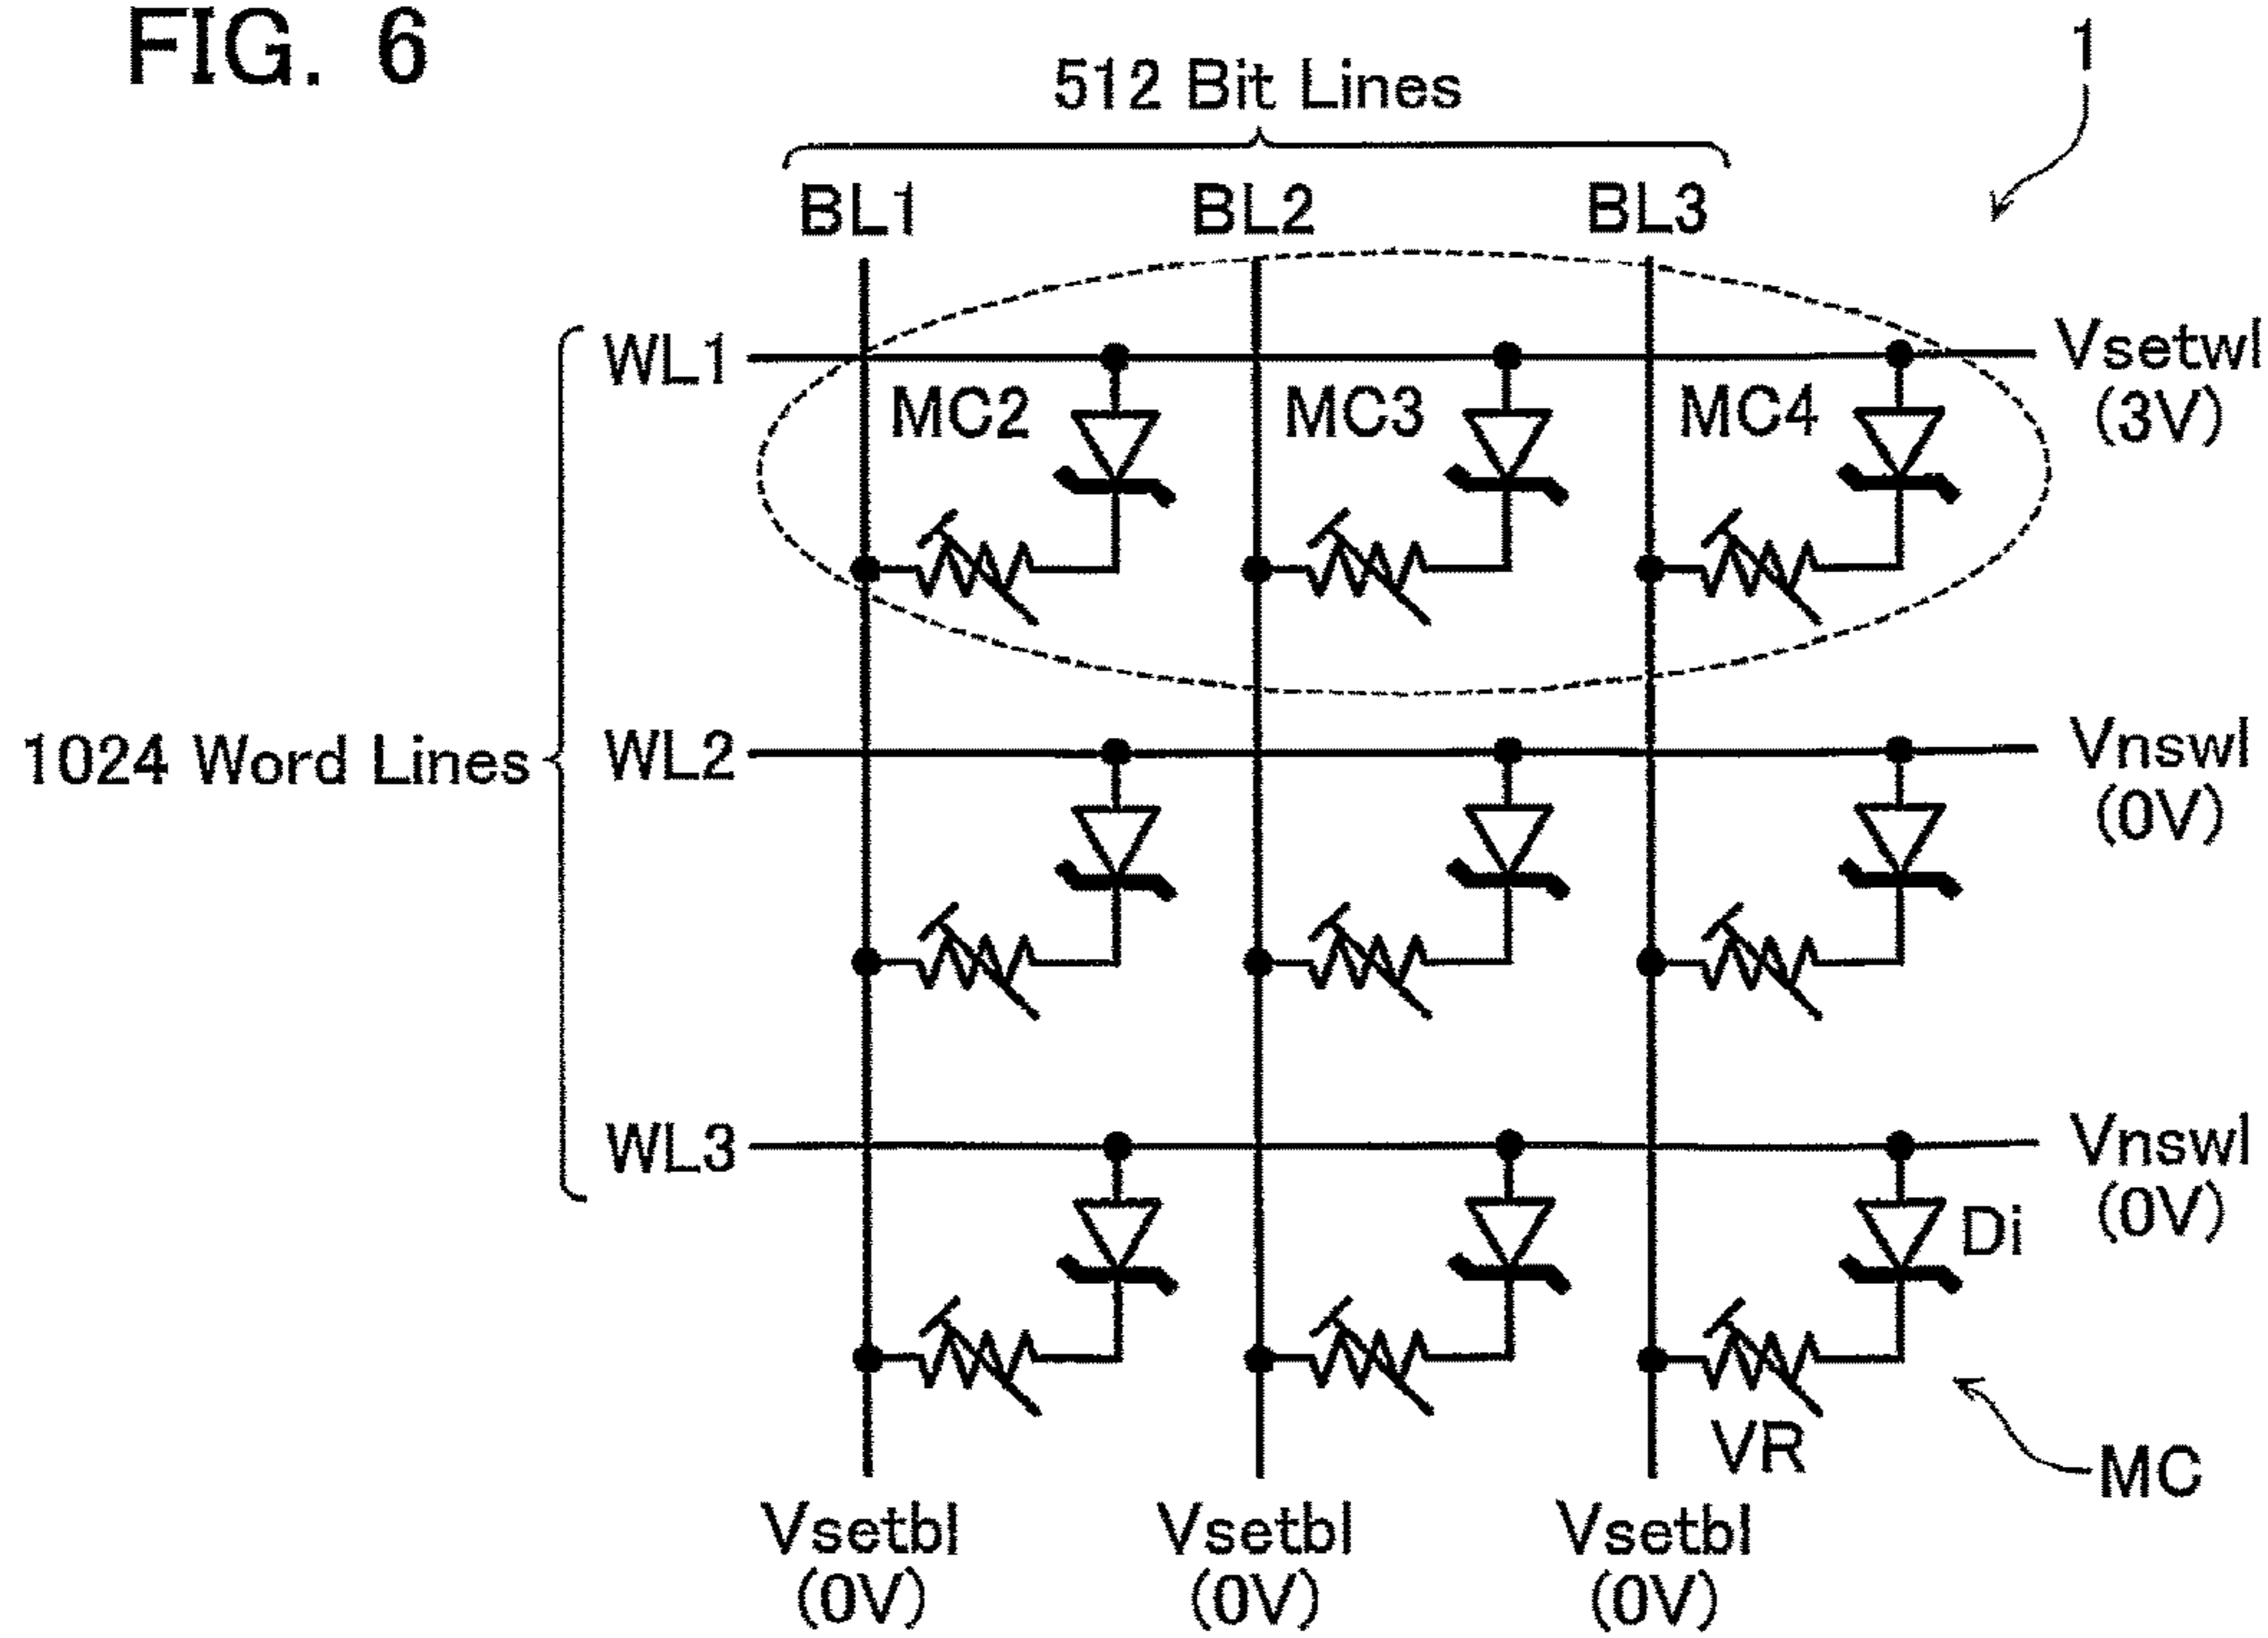 FIG. 6
1
512 Bit Lines
BL1 BL2 BL3
WL1 Vsetwl
MC2 MC3 MC4 (3V)
1024 Word Lines WL2 Vnswl
(0V)
WL3 Vnswl
(0V)
Di
VR
MC
Vsetbl Vsetbl Vsetbl
(0V) (0V) (0V)